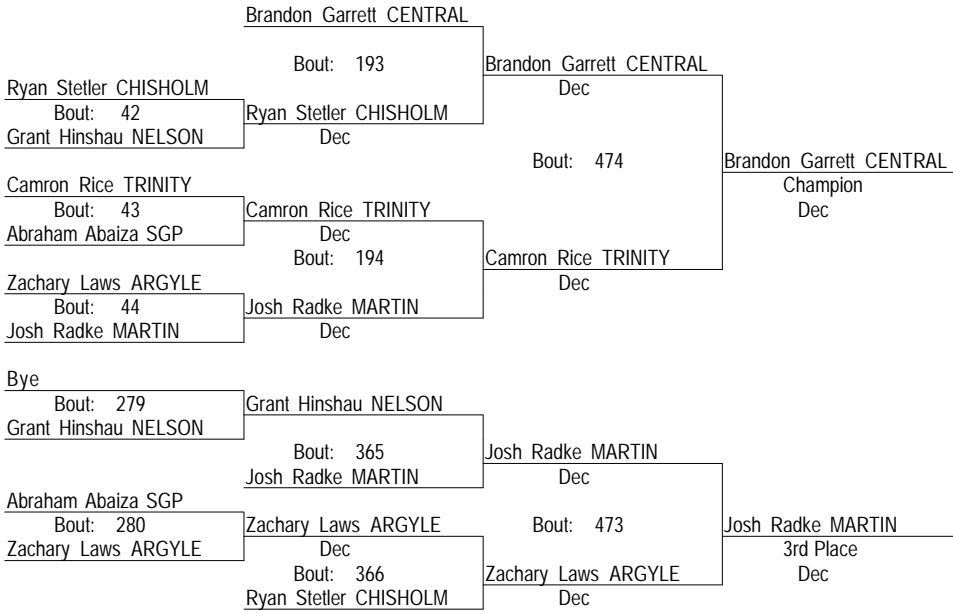 Brandon Garrett CENTRAL
Bout: 193
Brandon Garrett CENTRAL
Dec
Ryan Stetler CHISHOLM
Bout: 42
Ryan Stetler CHISHOLM
Dec
Grant Hinshau NELSON
Bout: 474
Brandon Garrett CENTRAL
Champion
Dec
Camron Rice TRINITY
Bout: 43
Camron Rice TRINITY
Dec
Abraham Abaiza SGP
Bout: 194
Camron Rice TRINITY
Dec
Zachary Laws ARGYLE
Bout: 44
Josh Radke MARTIN
Dec
Josh Radke MARTIN
Bye
Bout: 279
Grant Hinshau NELSON
Grant Hinshau NELSON
Bout: 365
Josh Radke MARTIN
Dec
Josh Radke MARTIN
Abraham Abaiza SGP
Bout: 280
Zachary Laws ARGYLE
Dec
Zachary Laws ARGYLE
Bout: 473
Josh Radke MARTIN
3rd Place
Dec
Bout: 366
Zachary Laws ARGYLE
Dec
Ryan Stetler CHISHOLM